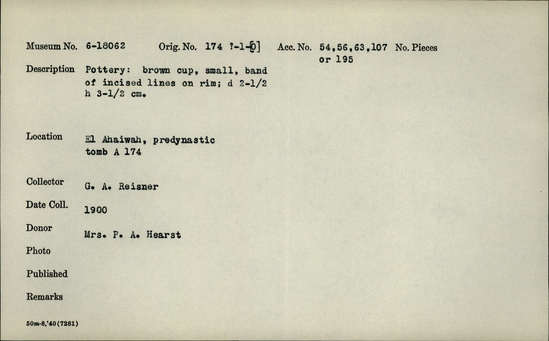 Museum No. 6-18062 Orig. No. 174 ?-1-[0] Acc. No. 54,56,63,107 No. Pieces
or 195
Description Pottery: brown cup, small, band
of incised lines on rim; d 2-1/2
h 3-1/2 cm.
Location El Ahaiwah, predynastic
tomb A 174
Collector G. A. Reisner
Date Coll. 1900
Donor Mrs. P. A. Hearst
Photo
Published
Remarks
50m-8,'40(7261)